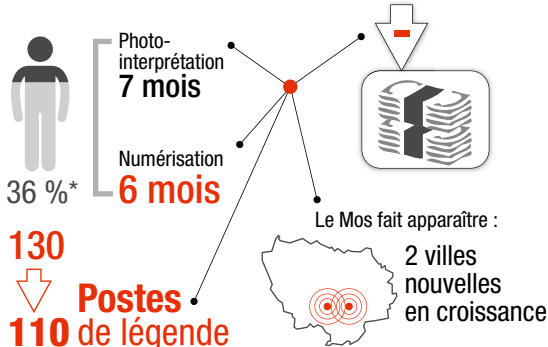 Photo-
interprétation
7 mois
Numérisation
6 mois
36 %*
130
110
Postes
de légende
Le Mos fait apparaître :
2 villes
nouvelles
en croissance